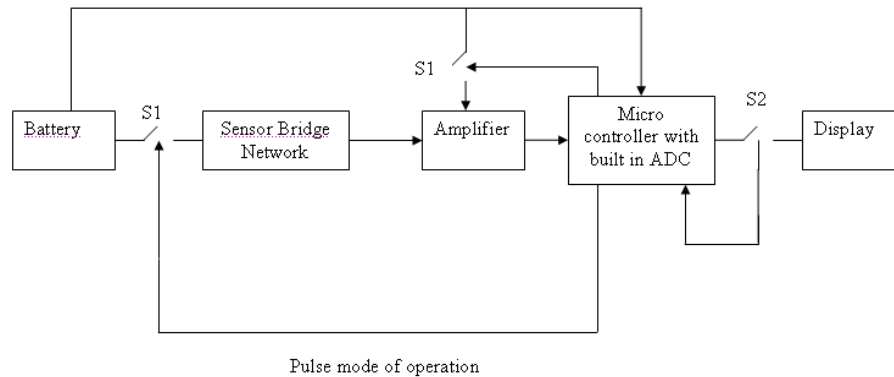 S1
S1
S2
Battery
Sensor Bridge
Network
Amplifier
Micro
controller with
built in ADC
Display
Pulse mode of operation